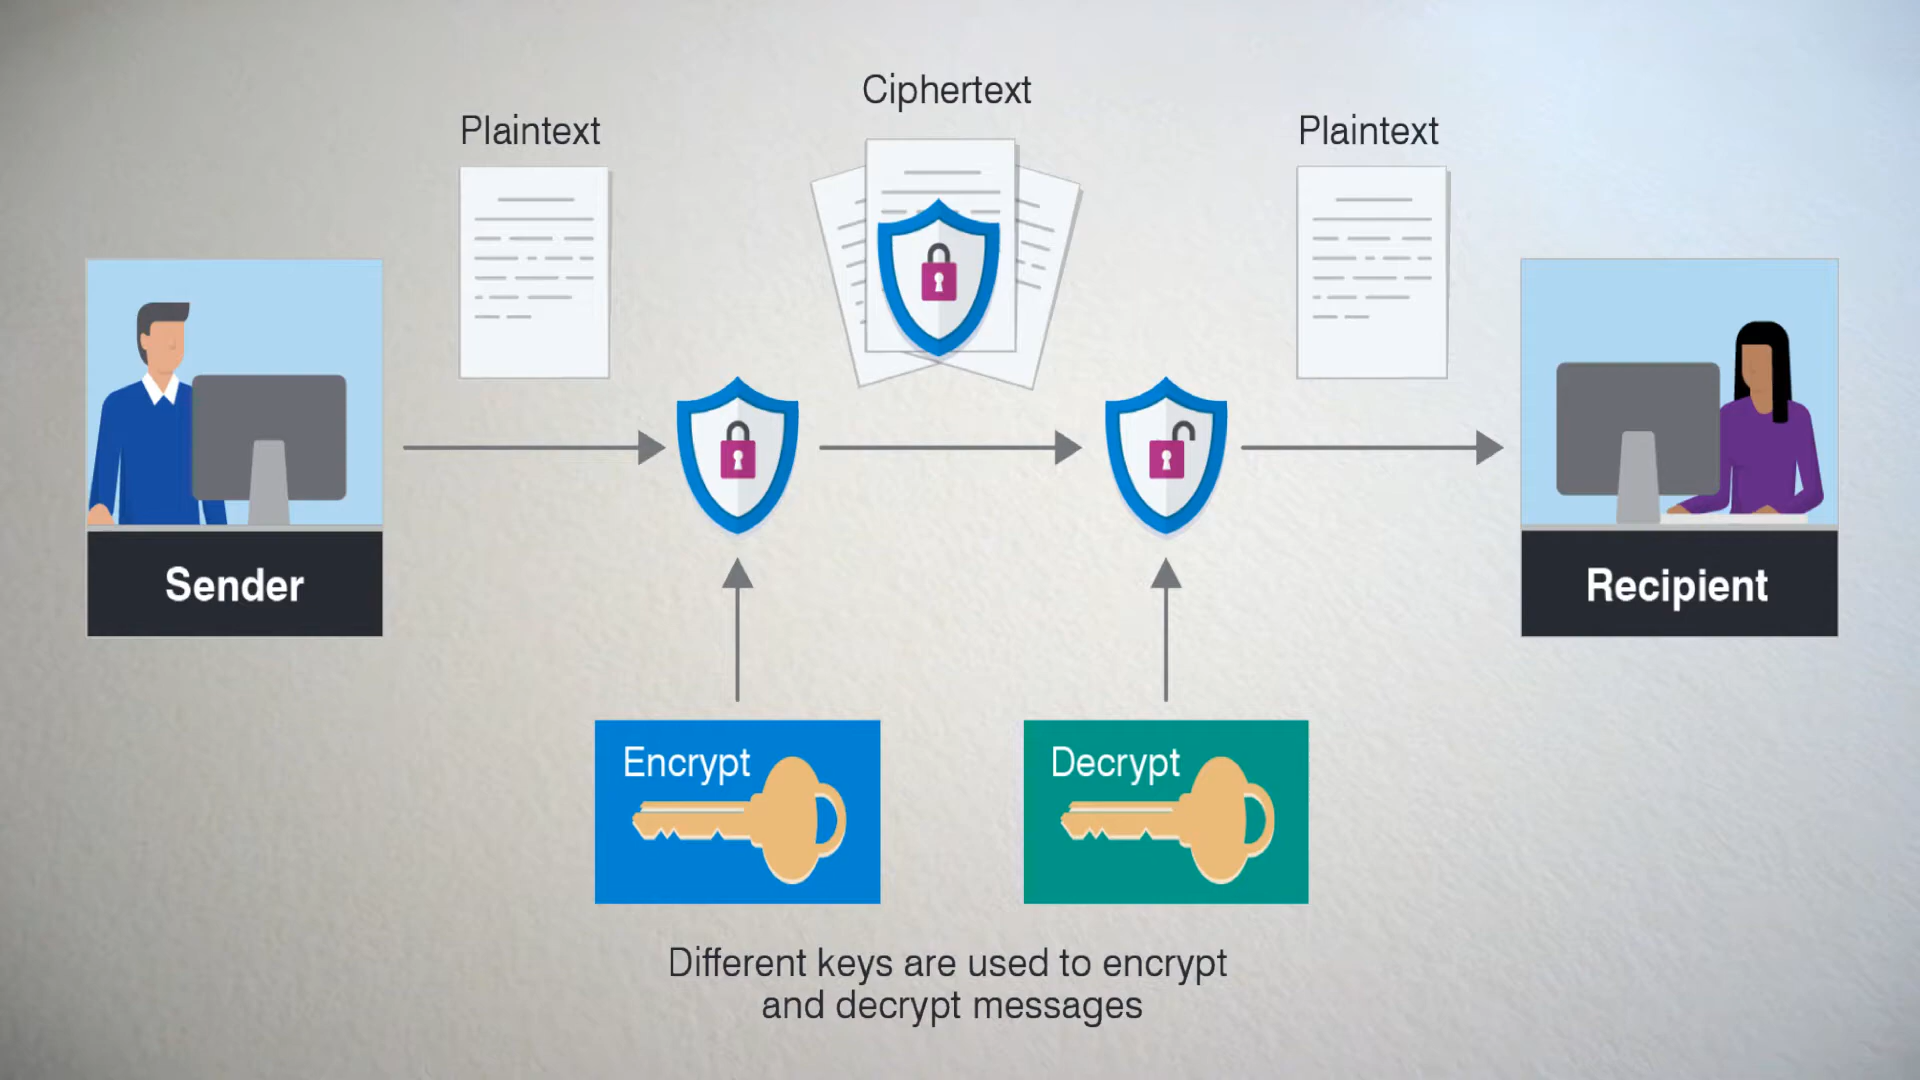 Ciphertext
Plaintext
Plaintext
Sender
Recipient
Encrypt
Decrypt
Different keys are used to encrypt
and decrypt messages